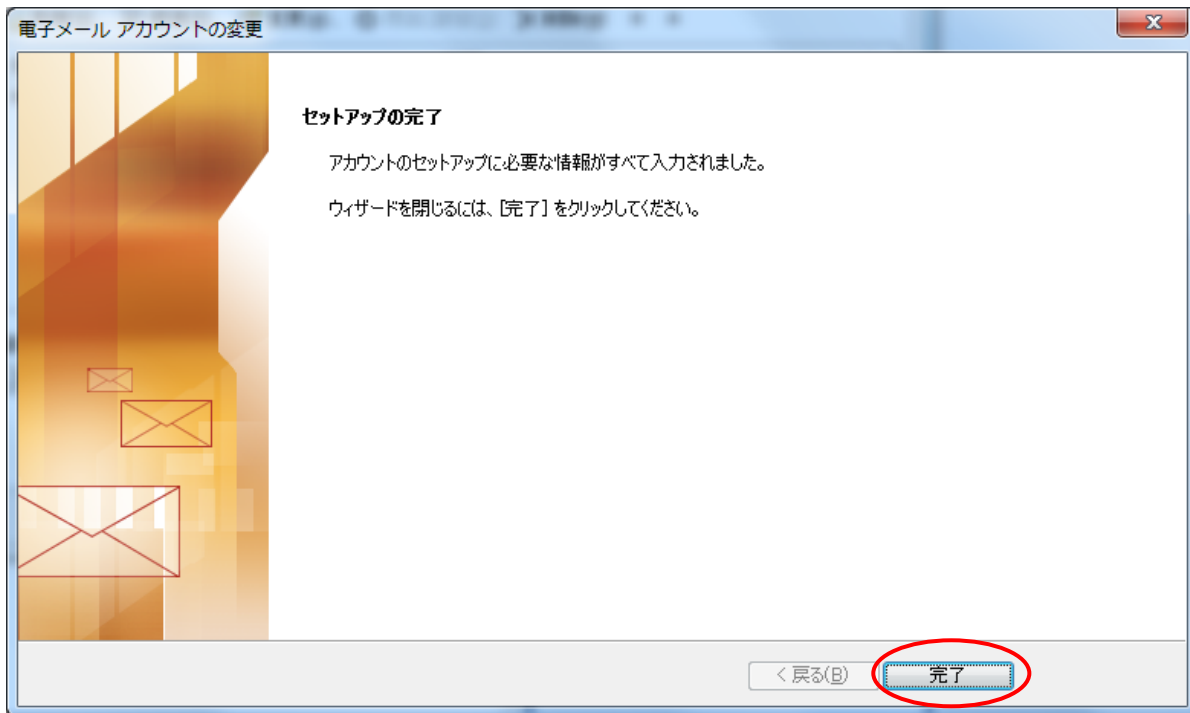 電子メール アカウントの変更
セットアップの完了
アカウントのセットアップに必要な情報がすべて入力されました。
ウィザードを閉じるには、[完了] をクリックしてください。
< 戻る(B)
完了